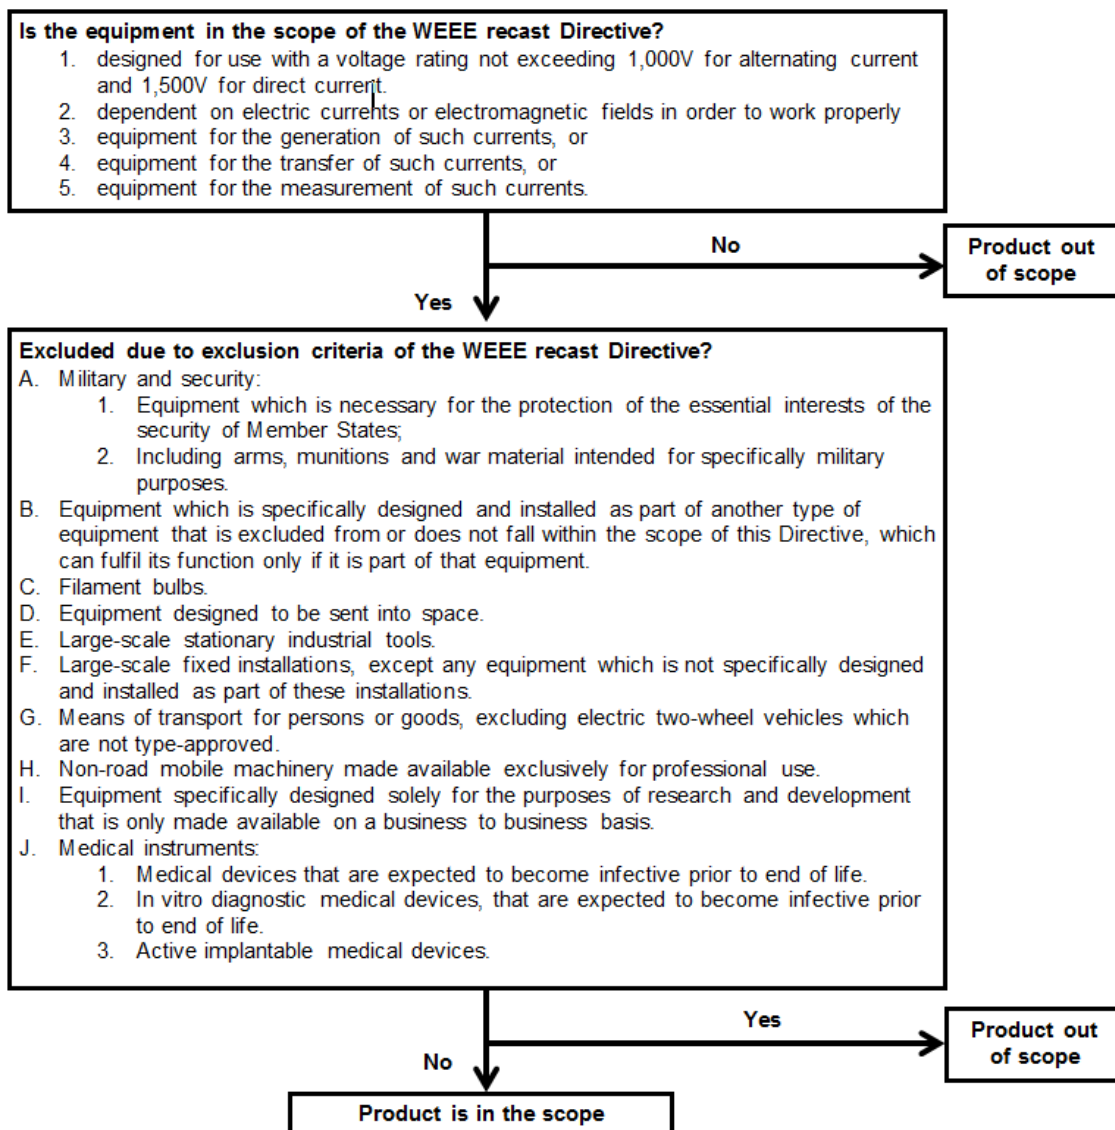 Is the equipment in the scope of the WEEE recast Directive?
1. designed for use with a voltage rating not exceeding 1,000V for alternating current
and 1,500V for direct current.
2. dependent on electric currents or electromagnetic fields in order to work properly
3. equipment for the generation of such currents, or
4. equipment for the transfer of such currents, or
5. equipment for the measurement of such currents.
No
Product out
of scope
Yes
Excluded due to exclusion criteria of the WEEE recast Directive?
A. Military and security:
1. Equipment which is necessary for the protection of the essential interests of the
security of Member States;
2. Including arms, munitions and war material intended for specifically military
purposes.
B. Equipment which is specifically designed and installed as part of another type of
equipment that is excluded from or does not fall within the scope of this Directive, which
can fulfil its function only if it is part of that equipment.
C. Filament bulbs.
D. Equipment designed to be sent into space.
E. Large-scale stationary industrial tools.
F. Large-scale fixed installations, except any equipment which is not specifically designed
and installed as part of these installations.
G. Means of transport for persons or goods, excluding electric two-wheel vehicles which
are not type-approved.
H. Non-road mobile machinery made available exclusively for professional use.
I. Equipment specifically designed solely for the purposes of research and development
that is only made available on a business to business basis.
J. Medical instruments:
1. Medical devices that are expected to become infective prior to end of life.
2. In vitro diagnostic medical devices, that are expected to become infective prior
to end of life.
3. Active implantable medical devices.
Yes
Product out
of scope
No
Product is in the scope